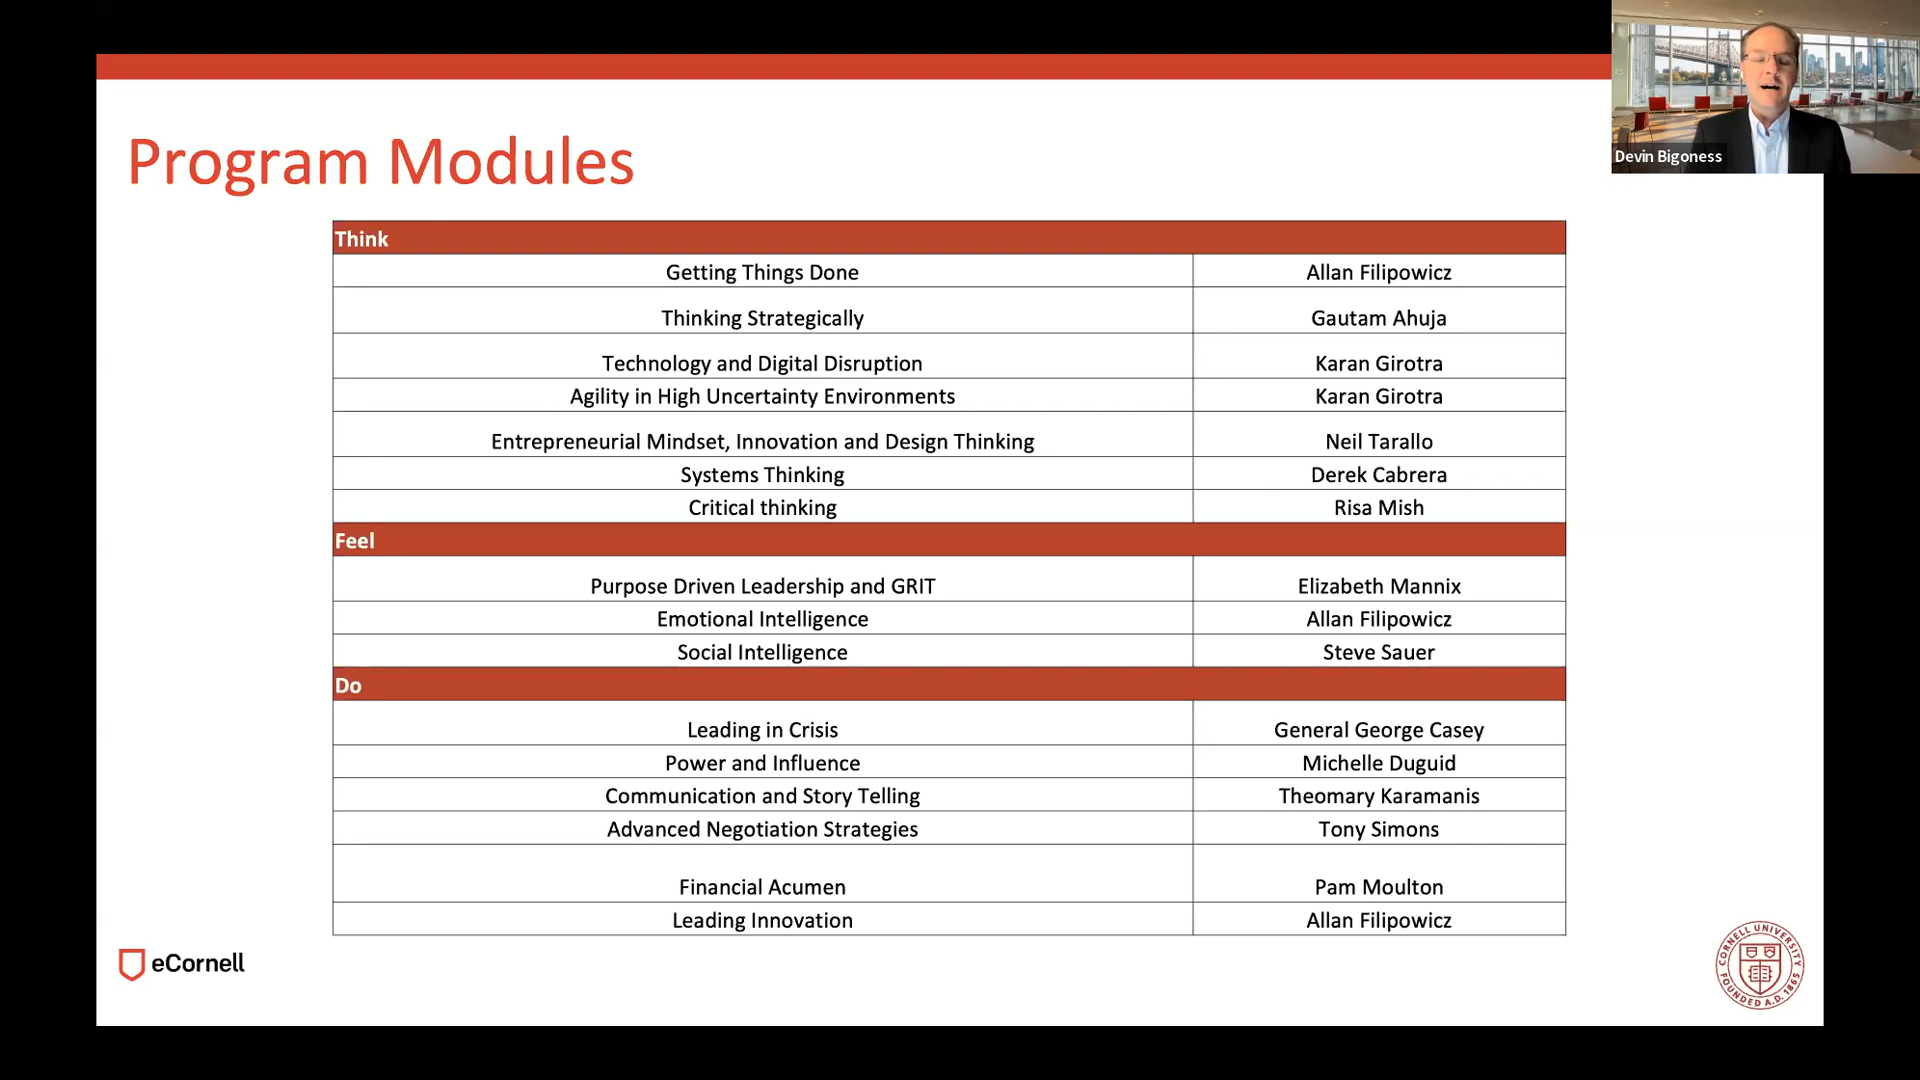 Devin Bigoness
Program Modules
Think
Getting Things Done Allan Filipowicz
Thinking Strategically Gautam Ahuja
Technology and Digital Disruption Karan Girotra
Agility in High Uncertainty Environments Karan Girotra
Entrepreneurial Mindset, Innovation and Design Thinking Neil Tarallo
Systems Thinking Derek Cabrera
Critical thinking Risa Mish
Feel
Purpose Driven Leadership and GRIT Elizabeth Mannix
Emotional Intelligence Allan Filipowicz
Social Intelligence Steve Sauer
Do
Leading in Crisis General George Casey
Power and Influence Michelle Duguid
Communication and Story Telling Theomary Karamanis
Advanced Negotiation Strategies Tony Simons
Financial Acumen Pam Moulton
Leading Innovation Allan Filipowicz
eCornell
CORNELL UNIVERSITY
FOUNDED A.D. 1865